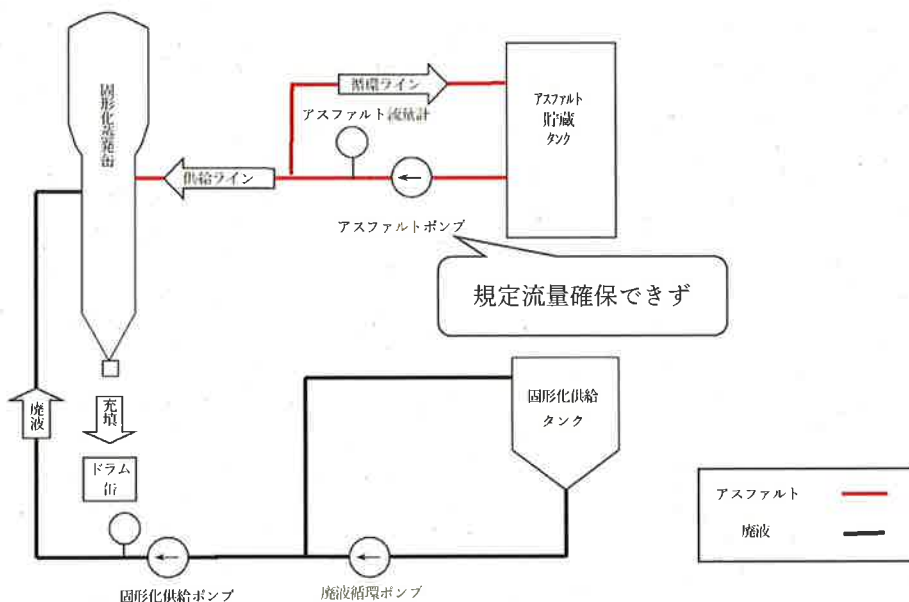 固形化蒸発缶
循環ライン
アスファルト流量計
アスファルト
貯蔵
タンク
供給ライン
アスファルトポンプ
規定流量確保できず
固形化供給
タンク
廃液
充填
ドラム
缶
アスファルト
廃液
固形化供給ポンプ
廃液循環ポンプ